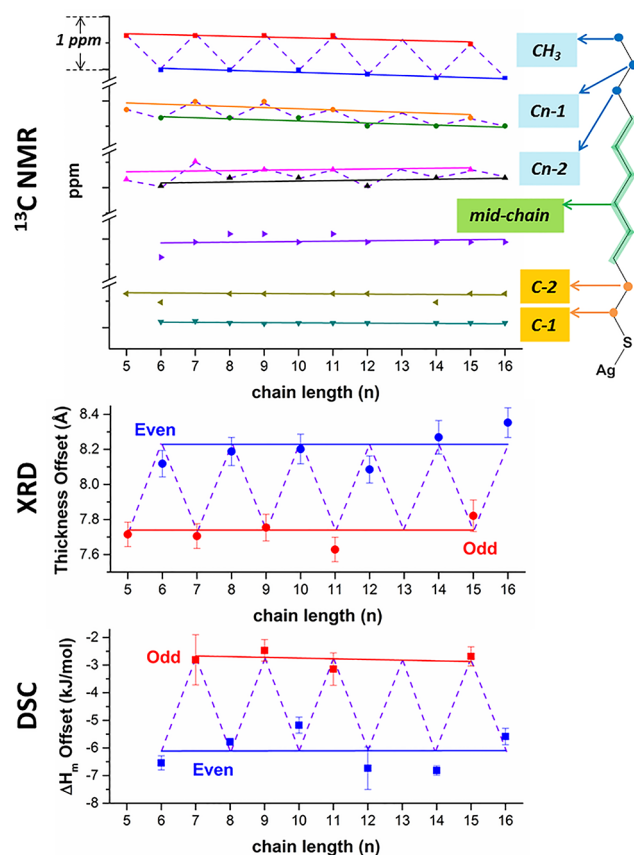 1 ppm
CH3
Cn-1
Cn-2
mid-chain
C-2
C-1
S
Ag
13C NMR
ppm
5 6 7 8 9 10 11 12 13 14 15 16
chain length (n)
XRD
Thickness Offset (Å)
8.4
8.2
8.0
7.8
7.6
Even
Odd
5 6 7 8 9 10 11 12 13 14 15 16
chain length (n)
DSC
ΔHm Offset (kJ/mol)
-2
-3
-4
-5
-6
-7
-8
Odd
Even
5 6 7 8 9 10 11 12 13 14 15 16
chain length (n)